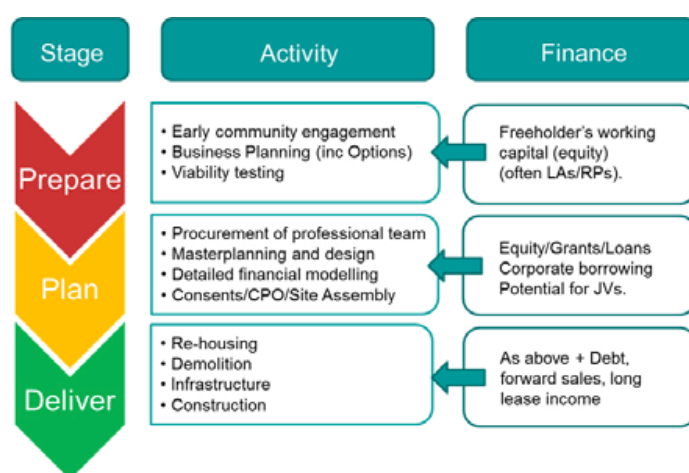 Stage
Activity
Finance
Prepare
• Early community engagement
• Business Planning (inc Options)
• Viability testing
Freeholder's working
capital (equity)
(often LAs/RPs).
Plan
• Procurement of professional team
• Masterplanning and design
• Detailed financial modelling
• Consents/CPO/Site Assembly
Equity/Grants/Loans
Corporate borrowing
Potential for JVs.
Deliver
• Re-housing
• Demolition
• Infrastructure
• Construction
As above + Debt,
forward sales, long
lease income